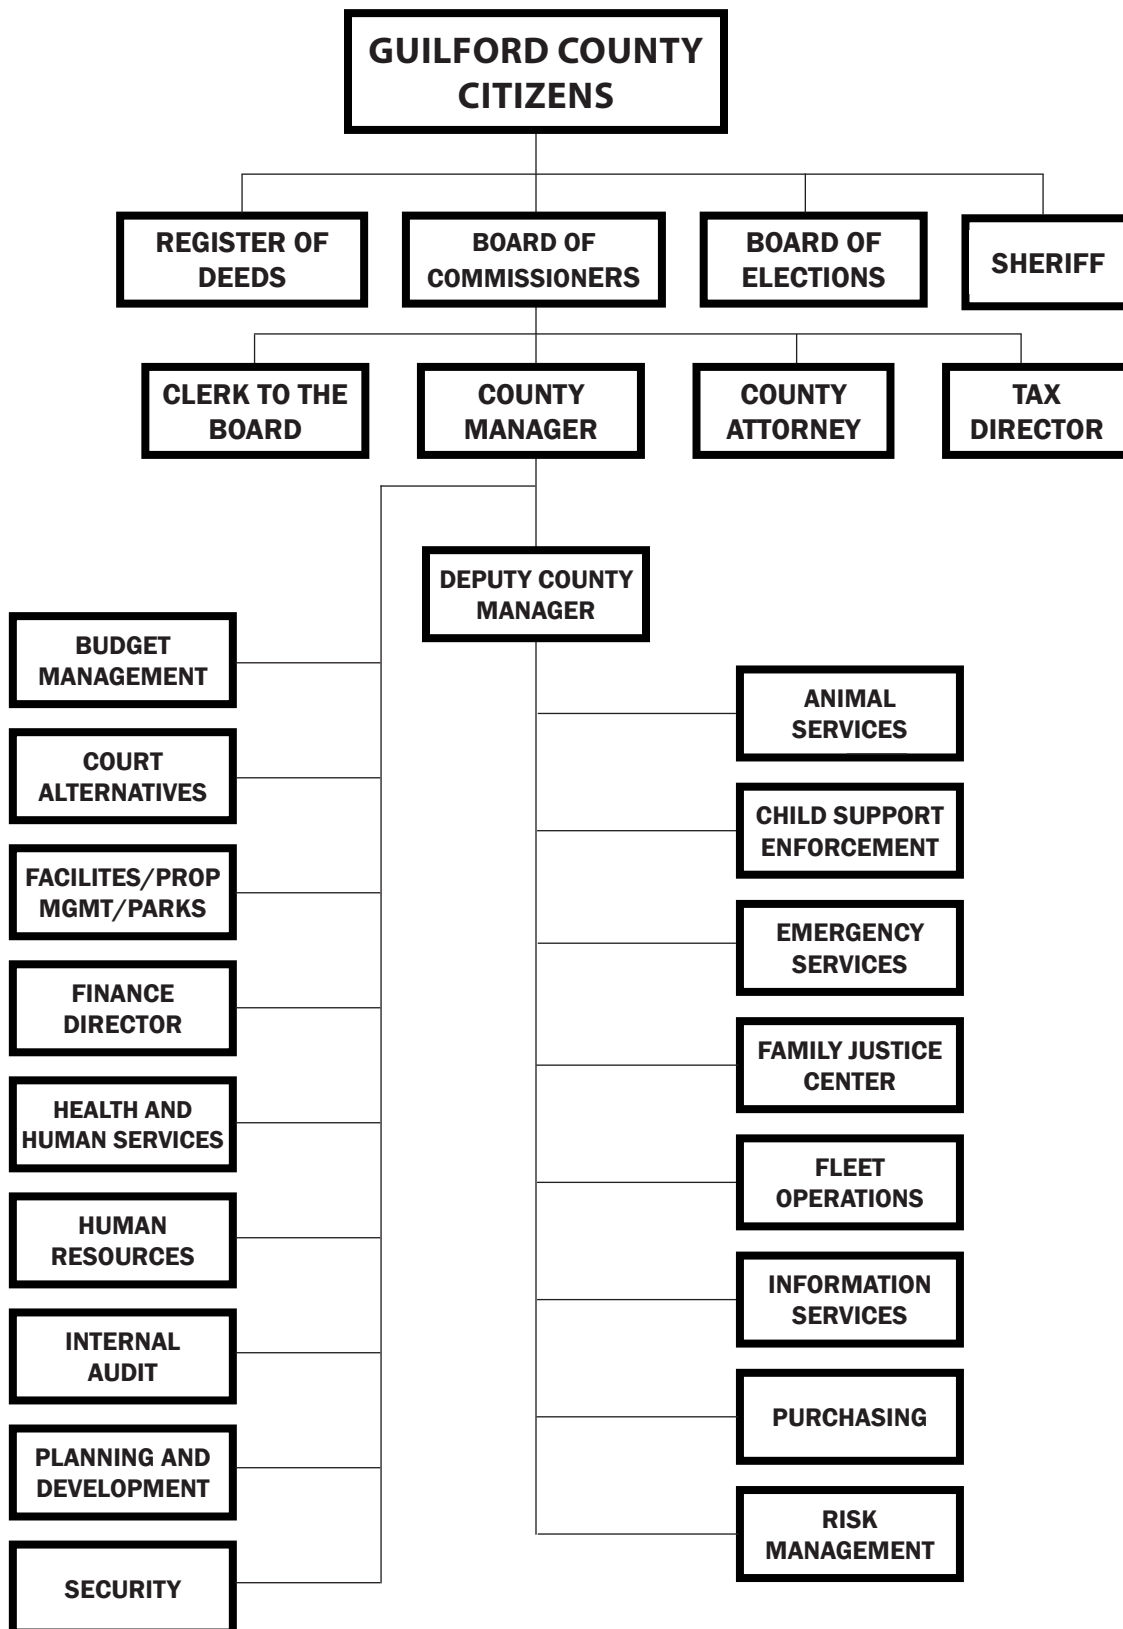 GUILFORD COUNTY
CITIZENS
REGISTER OF
DEEDS
BOARD OF
COMMISSIONERS
BOARD OF
ELECTIONS
SHERIFF
CLERK TO THE
BOARD
COUNTY
MANAGER
COUNTY
ATTORNEY
TAX
DIRECTOR
DEPUTY COUNTY
MANAGER
BUDGET
MANAGEMENT
COURT
ALTERNATIVES
FACILITES/PROP
MGMT/PARKS
FINANCE
DIRECTOR
HEALTH AND
HUMAN SERVICES
HUMAN
RESOURCES
INTERNAL
AUDIT
PLANNING AND
DEVELOPMENT
SECURITY
ANIMAL
SERVICES
CHILD SUPPORT
ENFORCEMENT
EMERGENCY
SERVICES
FAMILY JUSTICE
CENTER
FLEET
OPERATIONS
INFORMATION
SERVICES
PURCHASING
RISK
MANAGEMENT